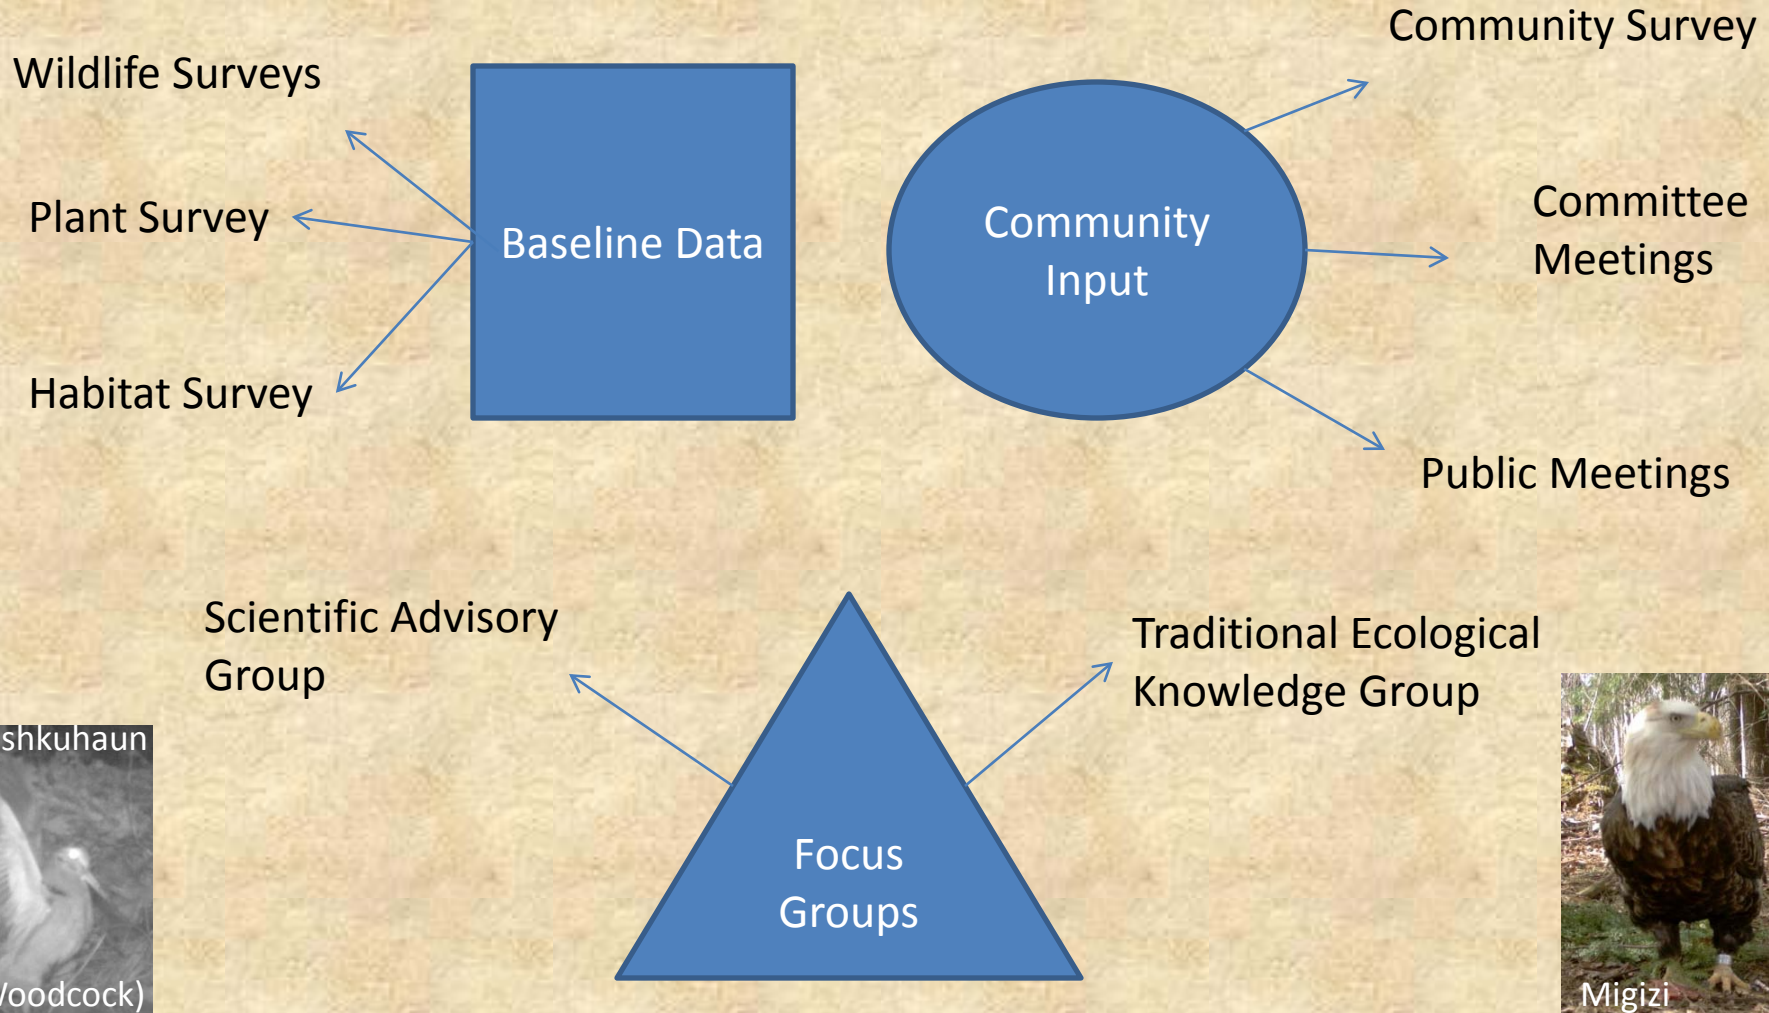 Community Survey
Wildlife Surveys
Plant Survey
Baseline Data
Community
Input
Committee
Meetings
Habitat Survey
Public Meetings
Scientific Advisory
Group
Traditional Ecological
Knowledge Group
Focus
Groups
shkuhaun
Woodcock)
Migizi